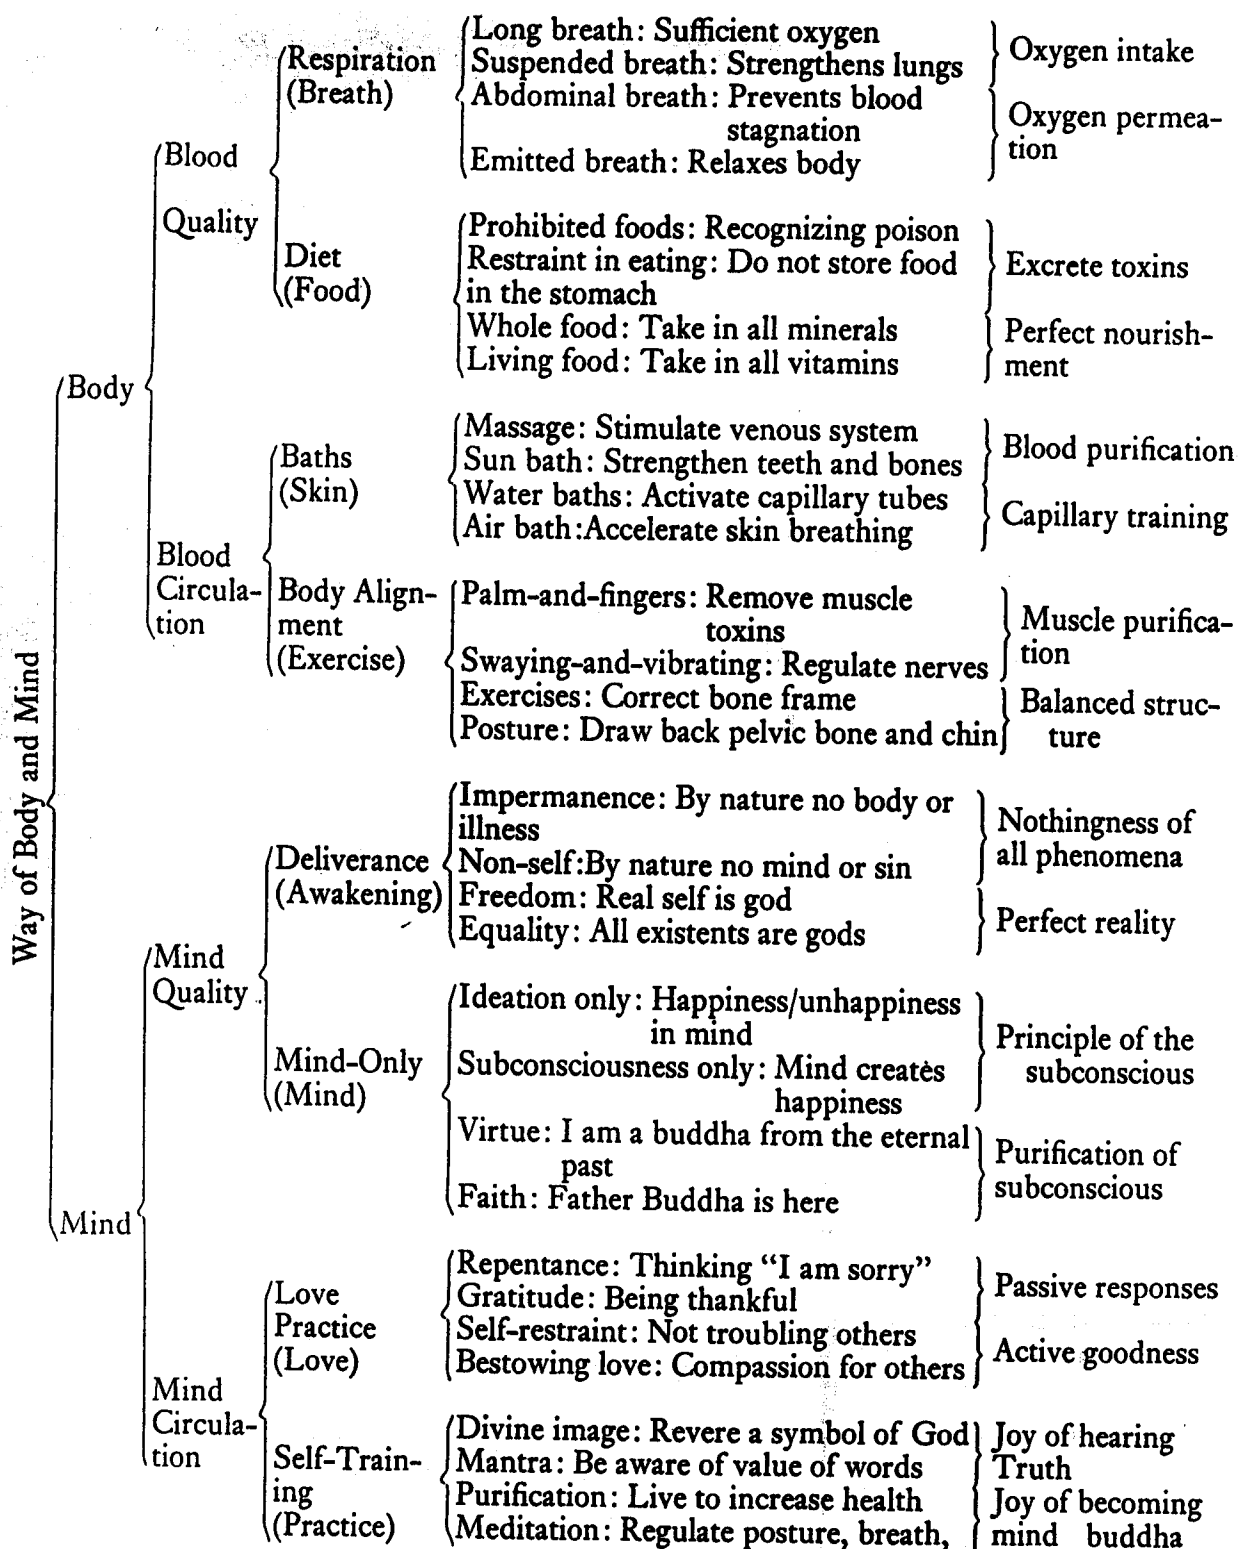 Way of Body and Mind
Body
Blood
Quality
Respiration
(Breath)
Long breath: Sufficient oxygen
Suspended breath: Strengthens lungs
Abdominal breath: Prevents blood
stagnation
Emitted breath: Relaxes body
Oxygen intake
Oxygen permea-
tion
Diet
(Food)
Prohibited foods: Recognizing poison
Restraint in eating: Do not store food
in the stomach
Whole food: Take in all minerals
Living food: Take in all vitamins
Excrete toxins
Perfect nourish-
ment
Blood
Circula-
tion
Baths
(Skin)
Massage: Stimulate venous system
Sun bath: Strengthen teeth and bones
Water baths: Activate capillary tubes
Air bath:Accelerate skin breathing
Blood purification
Capillary training
Body Align-
ment
(Exercise)
Palm-and-fingers: Remove muscle
toxins
Swaying-and-vibrating: Regulate nerves
Exercises: Correct bone frame
Posture: Draw back pelvic bone and chin
Muscle purifica-
tion
Balanced struc-
ture
Mind
Mind
Quality
Deliverance
(Awakening)
Impermanence: By nature no body or
illness
Non-self:By nature no mind or sin
Freedom: Real self is god
Equality: All existents are gods
Nothingness of
all phenomena
Perfect reality
Mind-Only
(Mind)
Ideation only: Happiness/unhappiness
in mind
Subconsciousness only: Mind creates
happiness
Virtue: I am a buddha from the eternal
past
Faith: Father Buddha is here
Principle of the
subconscious
Purification of
subconscious
Mind
Circula-
tion
Love
Practice
(Love)
Repentance: Thinking “I am sorry”
Gratitude: Being thankful
Self-restraint: Not troubling others
Bestowing love: Compassion for others
Passive responses
Active goodness
Self-Train-
ing
(Practice)
Divine image: Revere a symbol of God
Mantra: Be aware of value of words
Purification: Live to increase health
Meditation: Regulate posture, breath,
mind
Joy of hearing
Truth
Joy of becoming
buddha